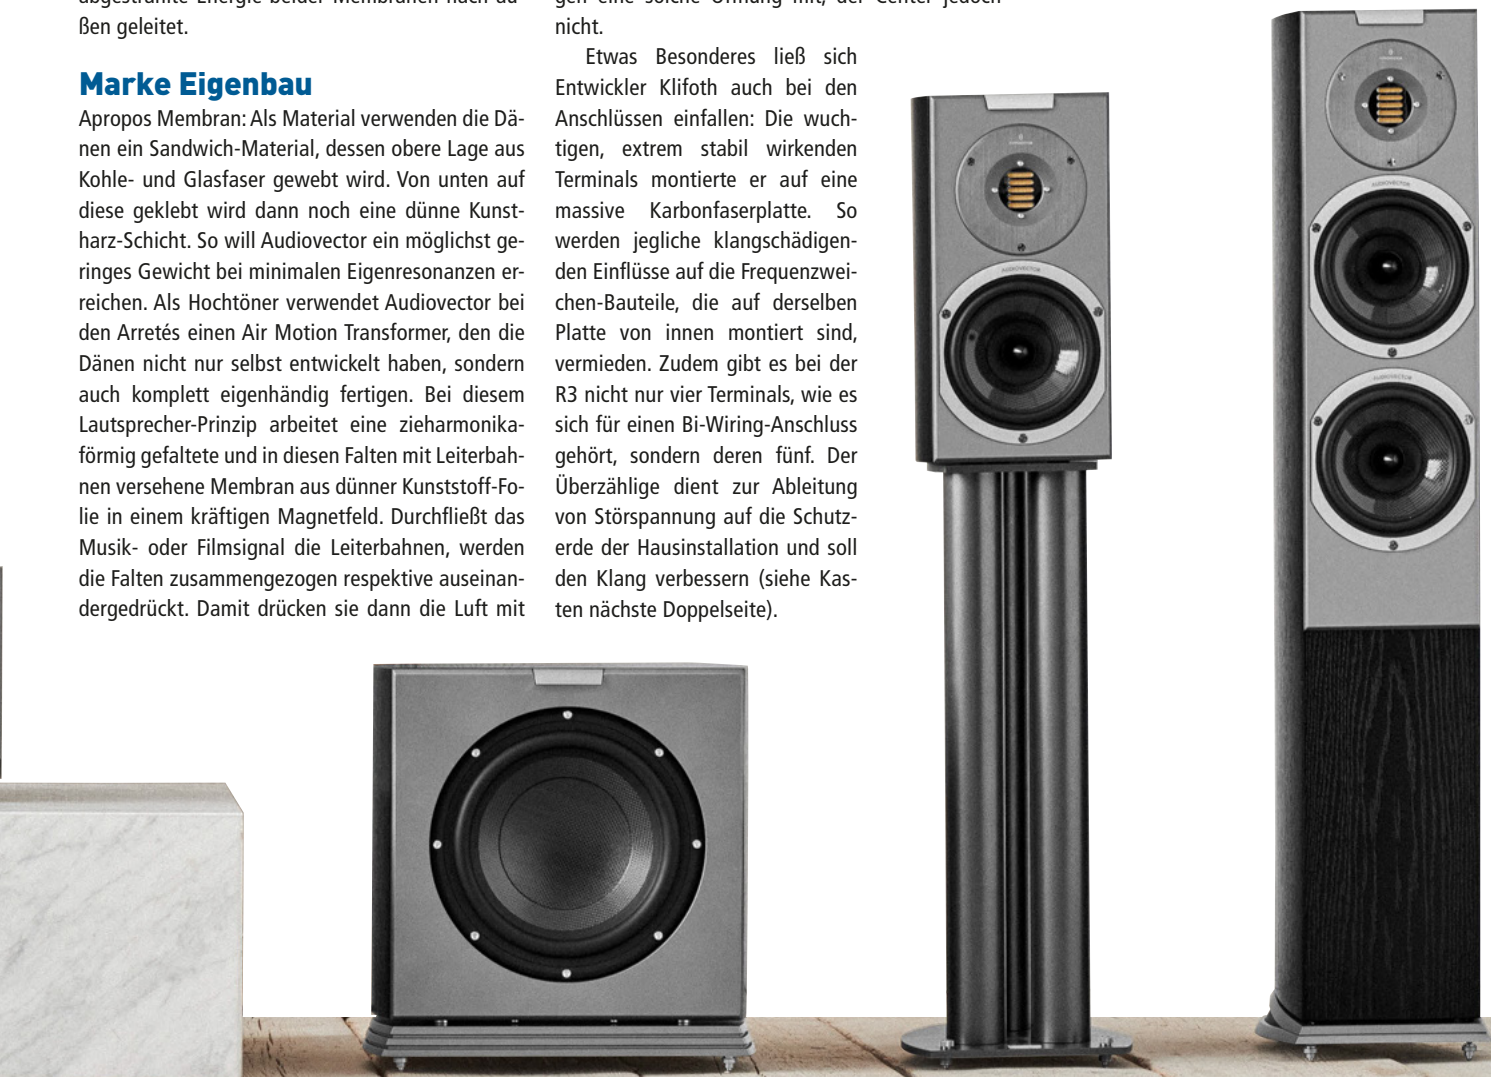 ßen geleitet.
Marke Eigenbau
Apropos Membran: Als Material verwenden die Dä-
nen ein Sandwich-Material, dessen obere Lage aus
Kohle- und Glasfaser gewebt wird. Von unten auf
diese geklebt wird dann noch eine dünne Kunst-
harz-Schicht. So will Audiovector ein möglichst ge-
ringes Gewicht bei minimalen Eigenresonanzen er-
reichen. Als Hochtöner verwendet Audiovector bei
den Arretés einen Air Motion Transformer, den die
Dänen nicht nur selbst entwickelt haben, sondern
auch komplett eigenhändig fertigen. Bei diesem
Lautsprecher-Prinzip arbeitet eine zieharmonika-
förmig gefaltete und in diesen Falten mit Leiterbah-
nen versehene Membran aus dünner Kunststoff-Fo-
lie in einem kräftigen Magnetfeld. Durchfließt das
Musik- oder Filmsignal die Leiterbahnen, werden
die Falten zusammengezogen respektive auseinan-
dergedrückt. Damit drücken sie dann die Luft mit
gen eine solche Öffnung mit, der Center jedoch
nicht.
Etwas Besonderes ließ sich
Entwickler Klifoth auch bei den
Anschlüssen einfallen: Die wuch-
tigen, extrem stabil wirkenden
Terminals montierte er auf eine
massive Karbonfaserplatte. So
werden jegliche klangschädigen-
den Einflüsse auf die Frequenzwei-
chen-Bauteile, die auf derselben
Platte von innen montiert sind,
vermieden. Zudem gibt es bei der
R3 nicht nur vier Terminals, wie es
sich für einen Bi-Wiring-Anschluss
gehört, sondern deren fünf. Der
Überzählige dient zur Ableitung
von Störspannung auf die Schutz-
erde der Hausinstallation und soll
den Klang verbessern (siehe Kas-
ten nächste Doppelseite).
AUDIOVECTOR
AUDIOVECTOR
AUDIOVECTOR